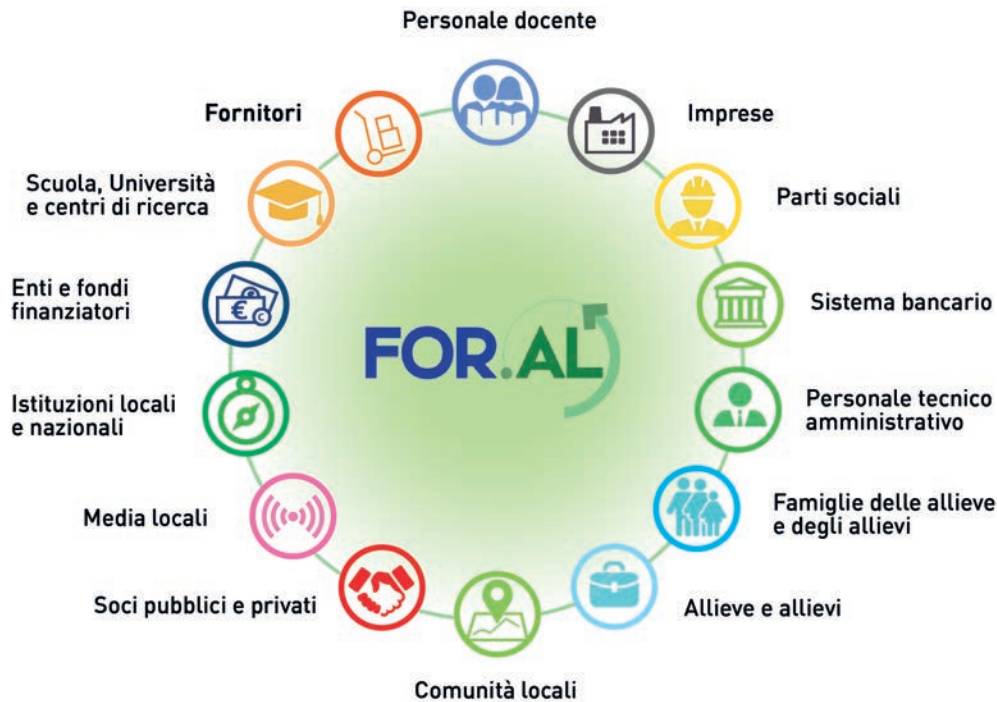 Personale docente
Fornitori
Imprese
Scuola, Università
e centri di ricerca
Parti sociali
Enti e fondi
finanziatori
Sistema bancario
FOR.AL
Istituzioni locali
e nazionali
Personale tecnico
amministrativo
Media locali
Famiglie delle allieve
e degli allievi
Soci pubblici e privati
Allieve e allievi
Comunità locali